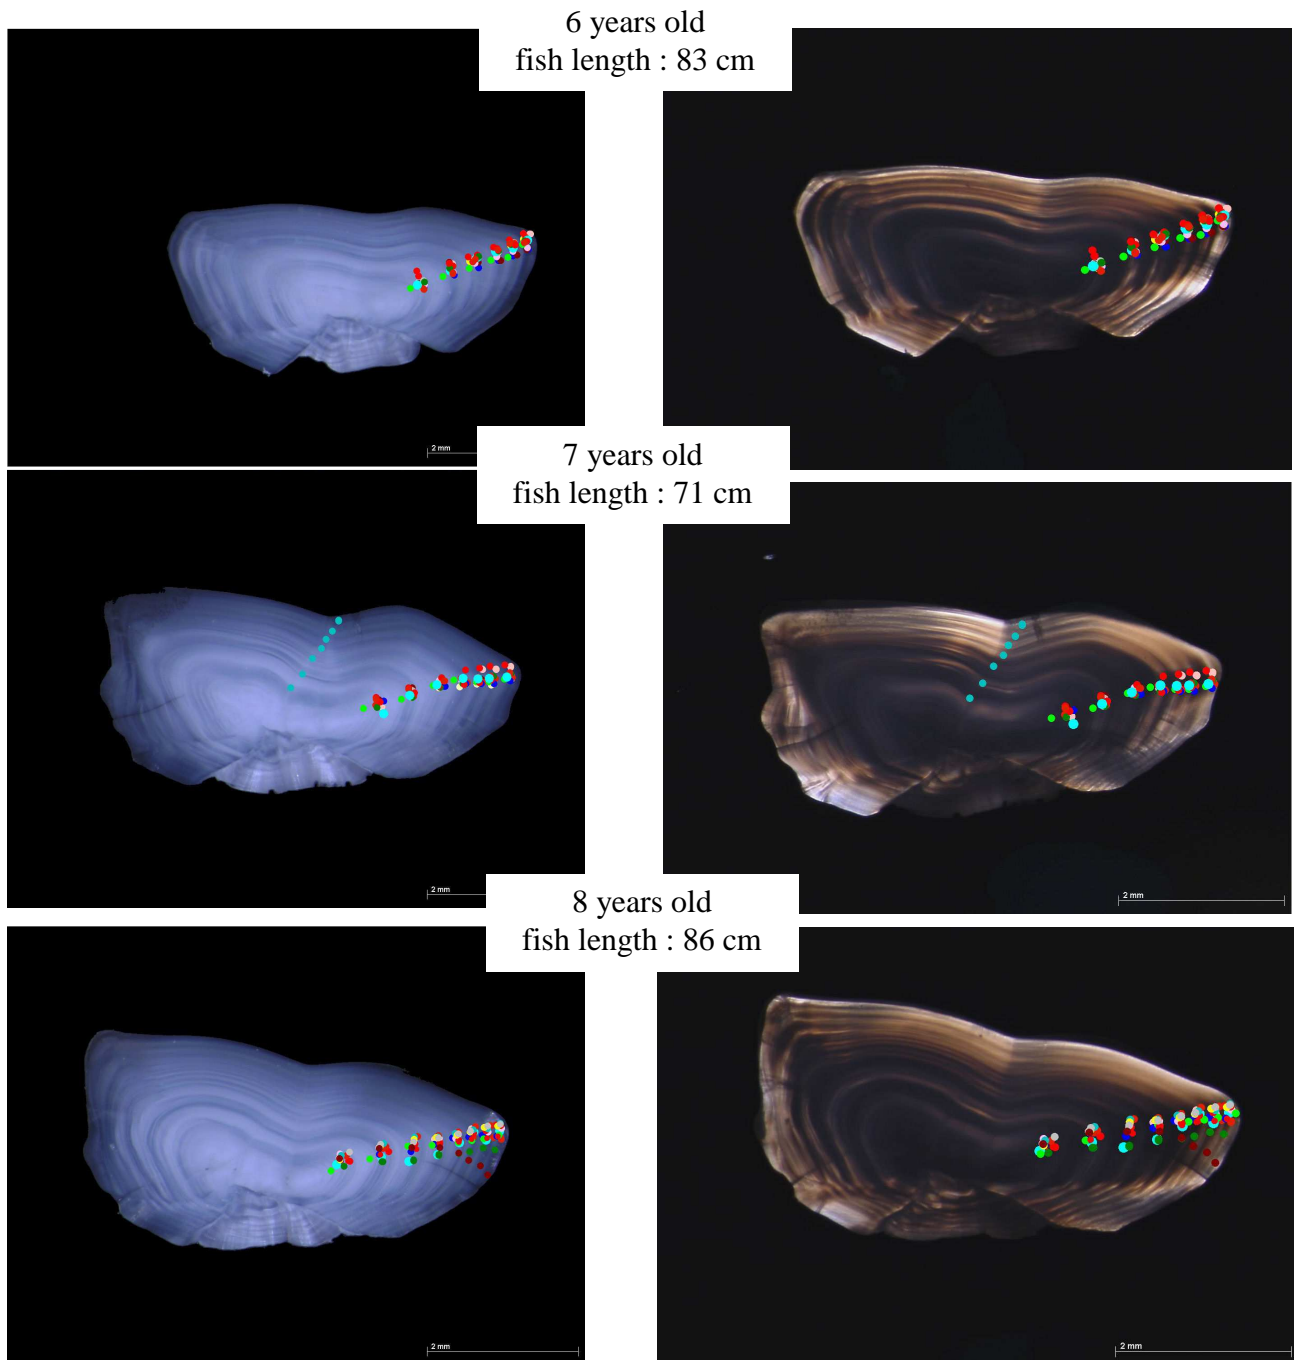 6 years old
fish length : 83 cm
2 mm
7 years old
fish length : 71 cm
2 mm
2 mm
8 years old
fish length : 86 cm
2 mm
2 mm